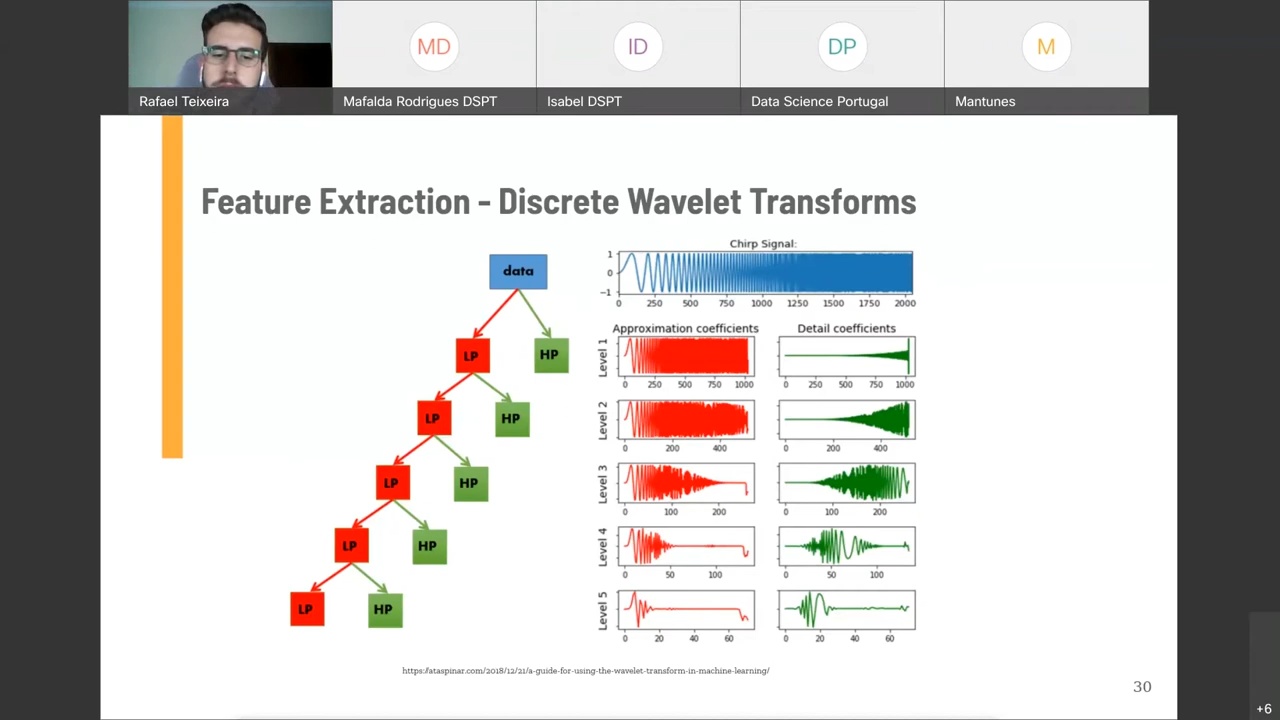 MD
ID
DP
M
Rafael Teixeira
Mafalda Rodrigues DSPT
Isabel DSPT
Data Science Portugal
Mantunes
Feature Extraction - Discrete Wavelet Transforms
data
LP HP
LP HP
LP HP
LP HP
LP HP
Chirp Signal:
1
0
−1
0 250 500 750 1000 1250 1500 1750 2000
Approximation coefficients Detail coefficients
Level 1
0 250 500 750 1000 0 250 500 750 1000
Level 2
0 200 400 0 200 400
Level 3
0 100 200 0 100 200
Level 4
0 50 100 0 50 100
Level 5
0 20 40 60 0 20 40 60
https://ataspinar.com/2018/12/21/a-guide-for-using-the-wavelet-transform-in-machine-learning/
30
+6